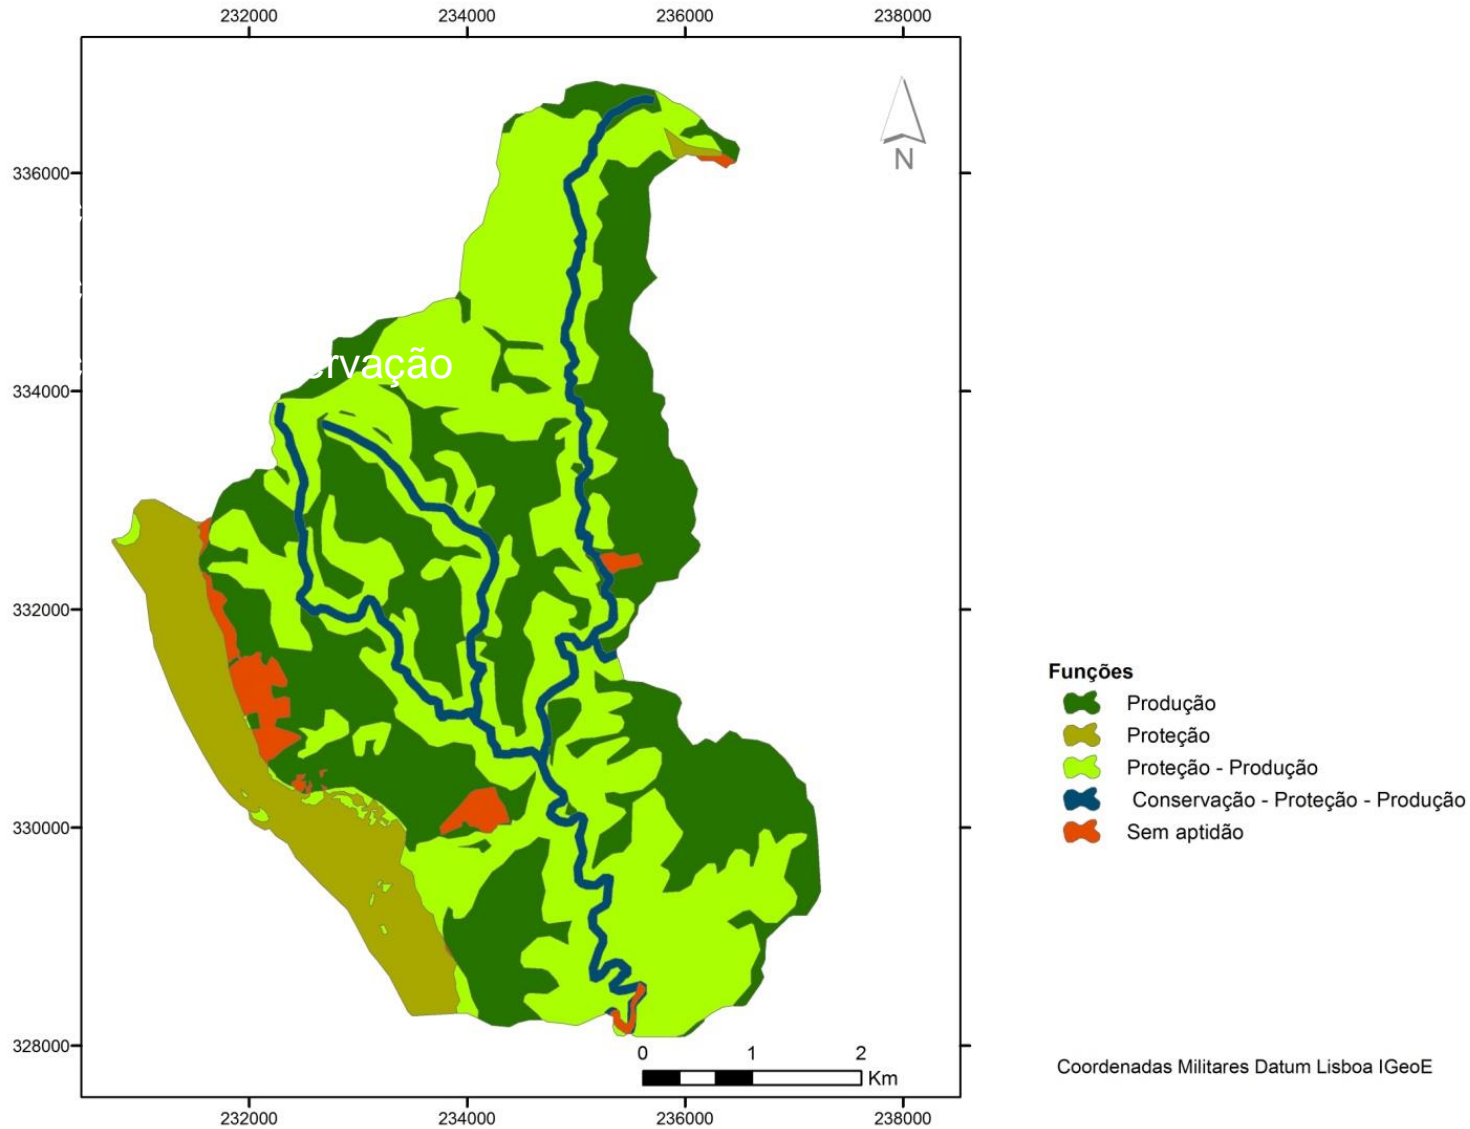 232000 234000 236000 238000
336000
N
334000
rvação
332000
330000
328000
Funções
Produção
Proteção
Proteção - Produção
Conservação - Proteção - Produção
Sem aptidão
0 1 2
Km
Coordenadas Militares Datum Lisboa IGeoE
232000 234000 236000 238000